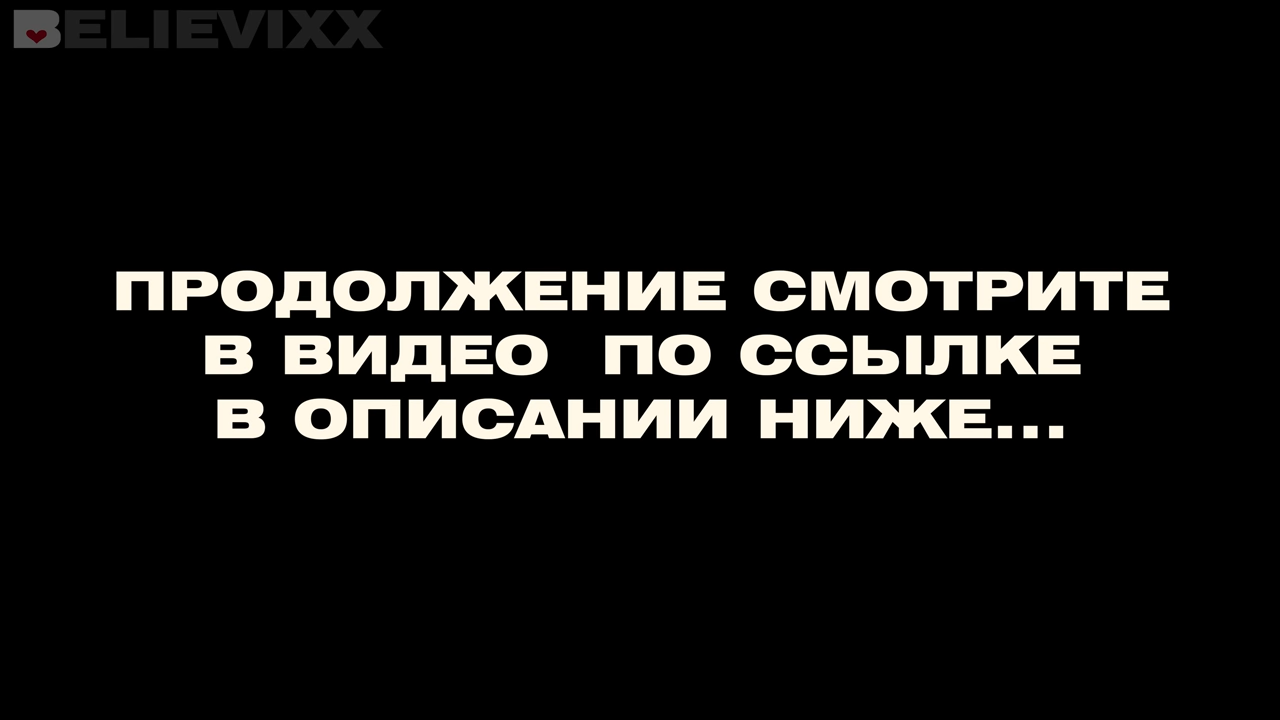 BELIEVIXX
ПРОДОЛЖЕНИЕ СМОТРИТЕ
В ВИДЕО  ПО ССЫЛКЕ
В ОПИСАНИИ НИЖЕ...